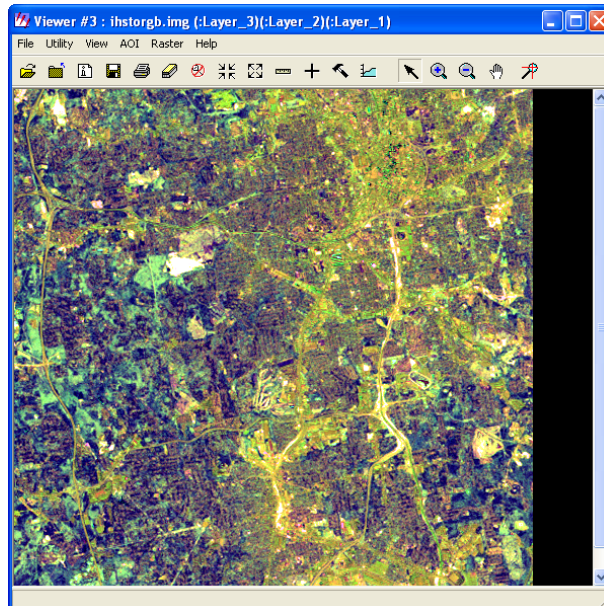 Viewer #3 : ihstorgb.img (:Layer_3)(:Layer_2)(:Layer_1)
File Utility View AOI Raster Help